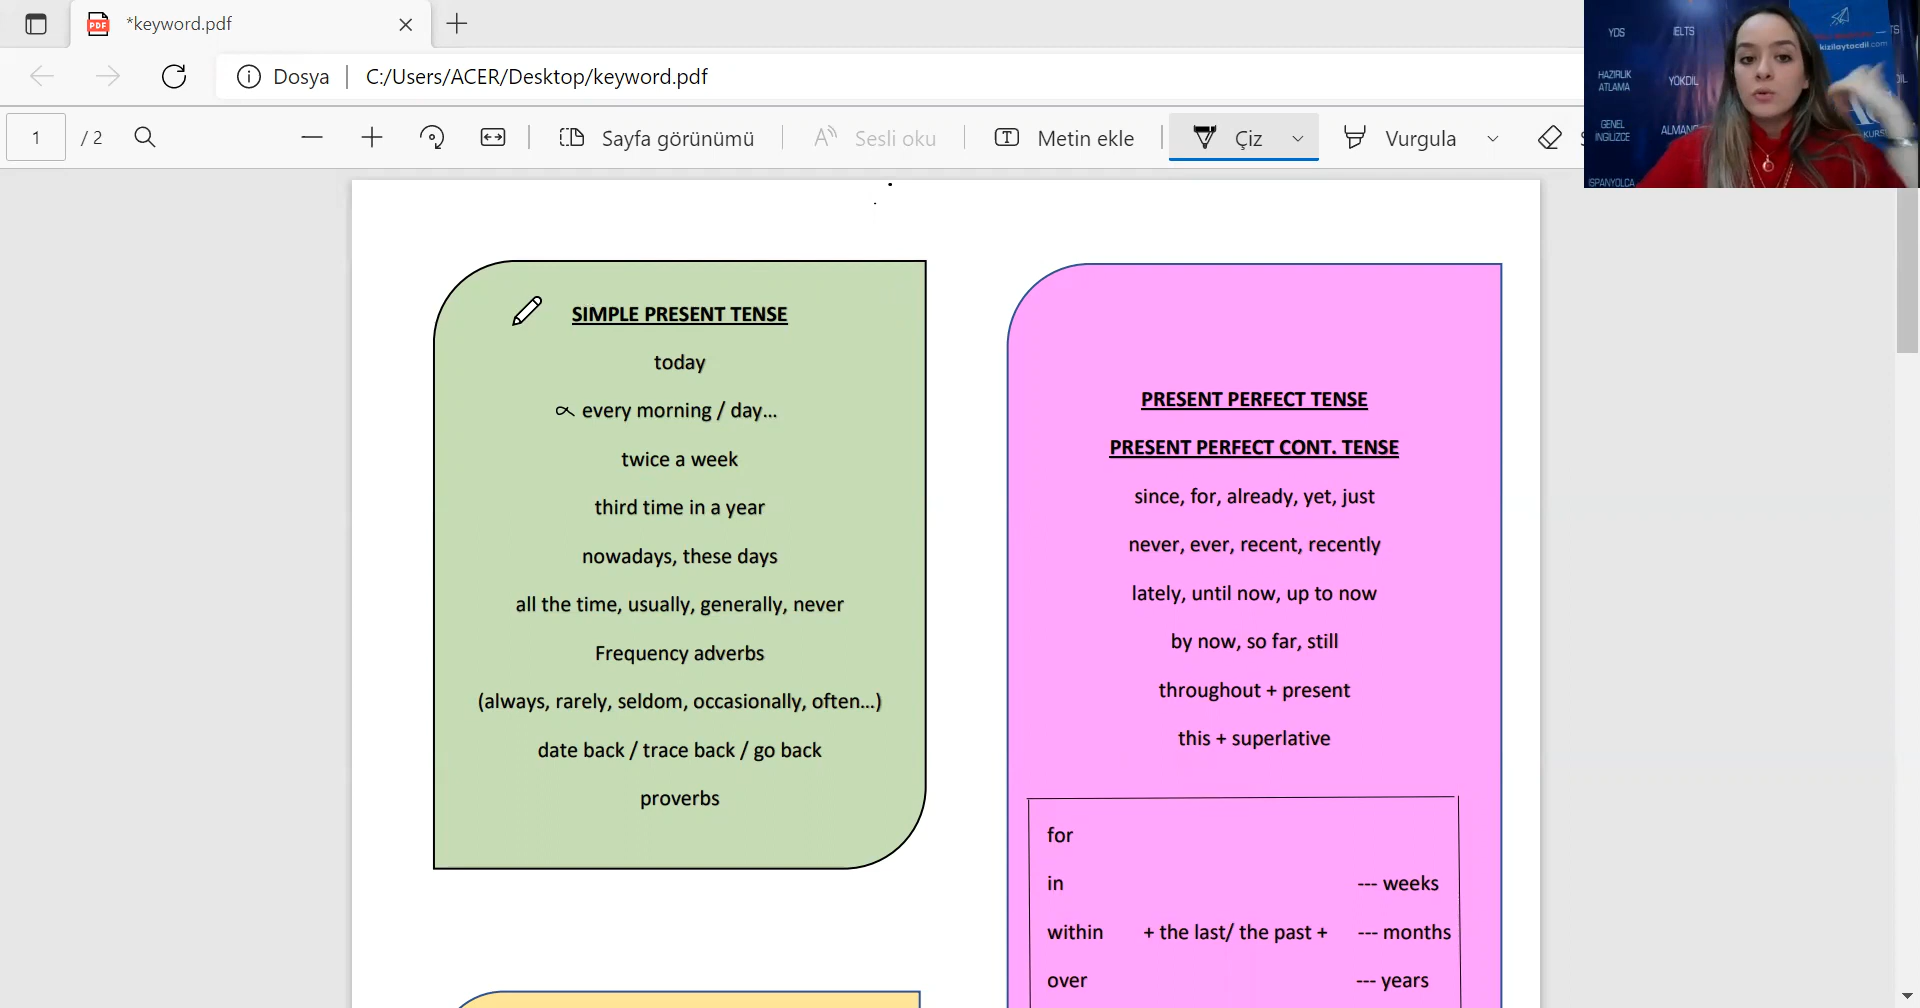 *keyword.pdf
Dosya
C:/Users/ACER/Desktop/keyword.pdf
1 / 2
Sayfa görünümü
Sesli oku
Metin ekle
Çiz
Vurgula
YDS
IELTS
kizilaytocdil.com
HAZIRLIK
ATLAMA
YÖKDİL
GENEL
İNGİLİZCE
KURS
İSPANYOLCA
SIMPLE PRESENT TENSE
today
every morning / day...
twice a week
third time in a year
nowadays, these days
all the time, usually, generally, never
Frequency adverbs
(always, rarely, seldom, occasionally, often...)
date back / trace back / go back
proverbs
PRESENT PERFECT TENSE
PRESENT PERFECT CONT. TENSE
since, for, already, yet, just
never, ever, recent, recently
lately, until now, up to now
by now, so far, still
throughout + present
this + superlative
for
in --- weeks
within + the last/ the past + --- months
over --- years